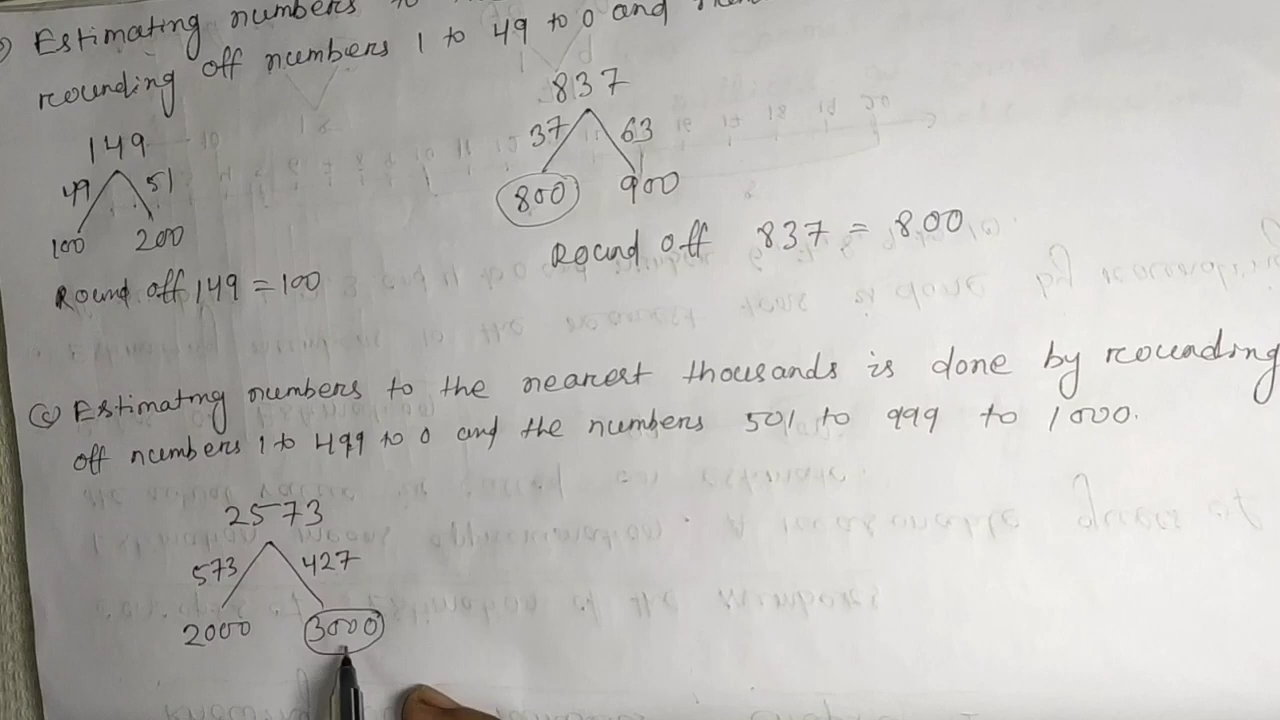 Estimating numbers to
rounding off numbers 1 to 49 to 0 and
149
49 51
100 200
Round off 149 = 100
837
37 63
800 900
Round off 837 = 800
(c) Estimatmg numbers to the nearest thousands is done by rounding
off numbers 1 to 499 to 0 and the numbers 501 to 999 to 1000.
2573
573 427
2000 3000